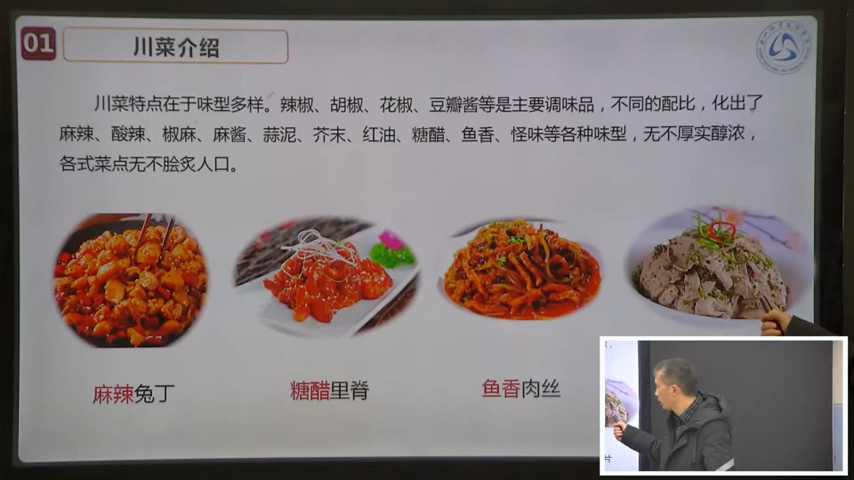 01
川菜介绍
川菜特点在于味型多样。辣椒、胡椒、花椒、豆瓣酱等是主要调味品，不同的配比，化出了
麻辣、酸辣、椒麻、麻酱、蒜泥、芥末、红油、糖醋、鱼香、怪味等各种味型，无不厚实醇浓，
各式菜点无不脍炙人口。
麻辣兔丁
糖醋里脊
鱼香肉丝
片